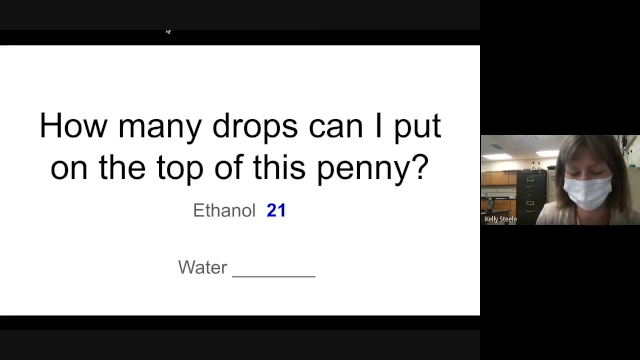 How many drops can I put
on the top of this penny?
Ethanol 21
Water ________
Kelly Steele